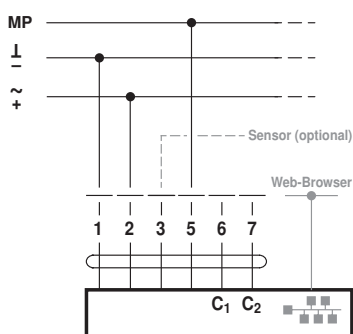 MP
⊥
–
~
+
Sensor (optional)
Web-Browser
1 2 3 5 6 7
C₁ C₂